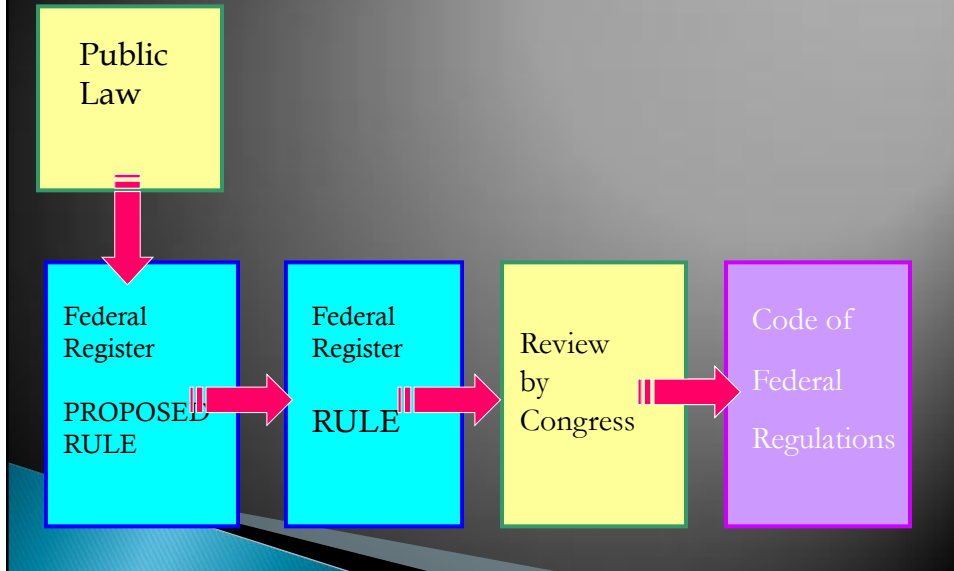 Public
Law
Federal
Register
PROPOSED
RULE
Federal
Register
RULE
Review
by
Congress
Code of
Federal
Regulations